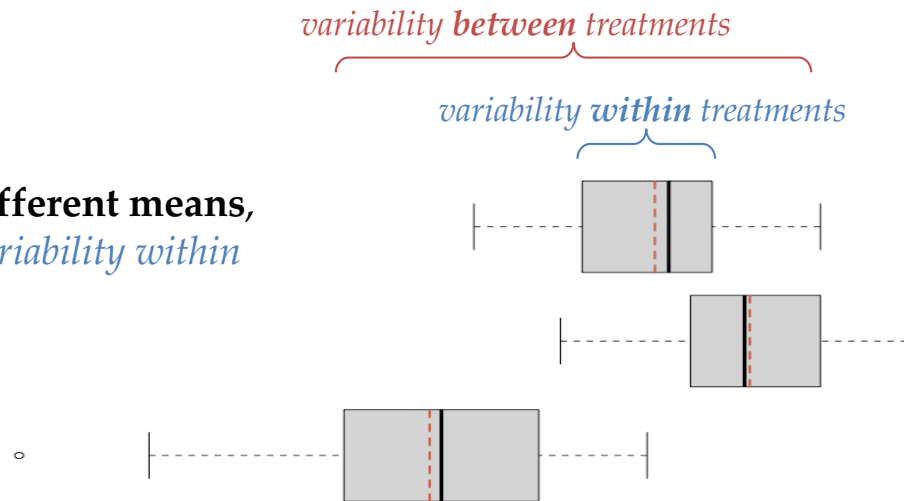 variability between treatments
variability within treatments
fferent means,
riability within